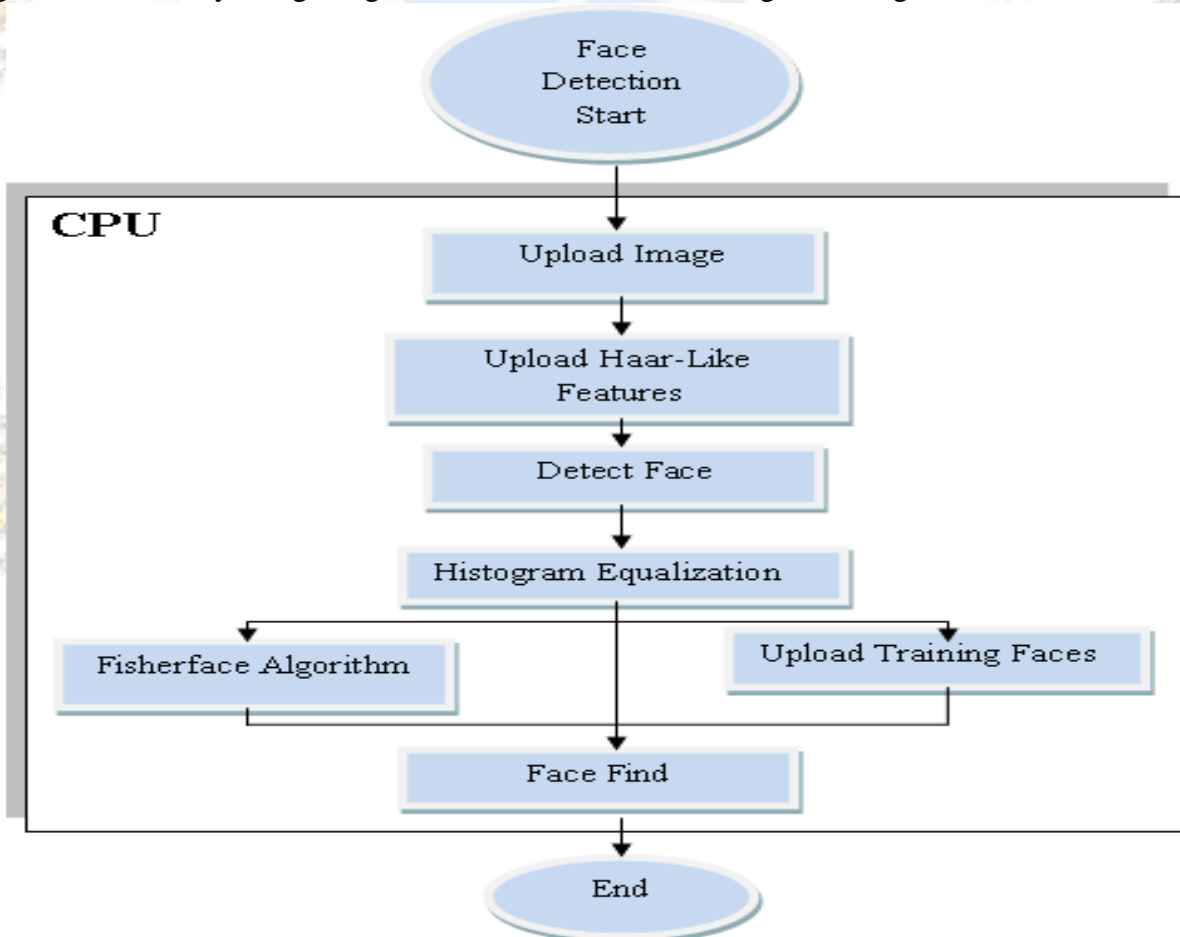 Face
Detection
Start
CPU
Upload Image
Upload Haar-Like
Features
Detect Face
Histogram Equalization
Fisherface Algorithm
Upload Training Faces
Face Find
End